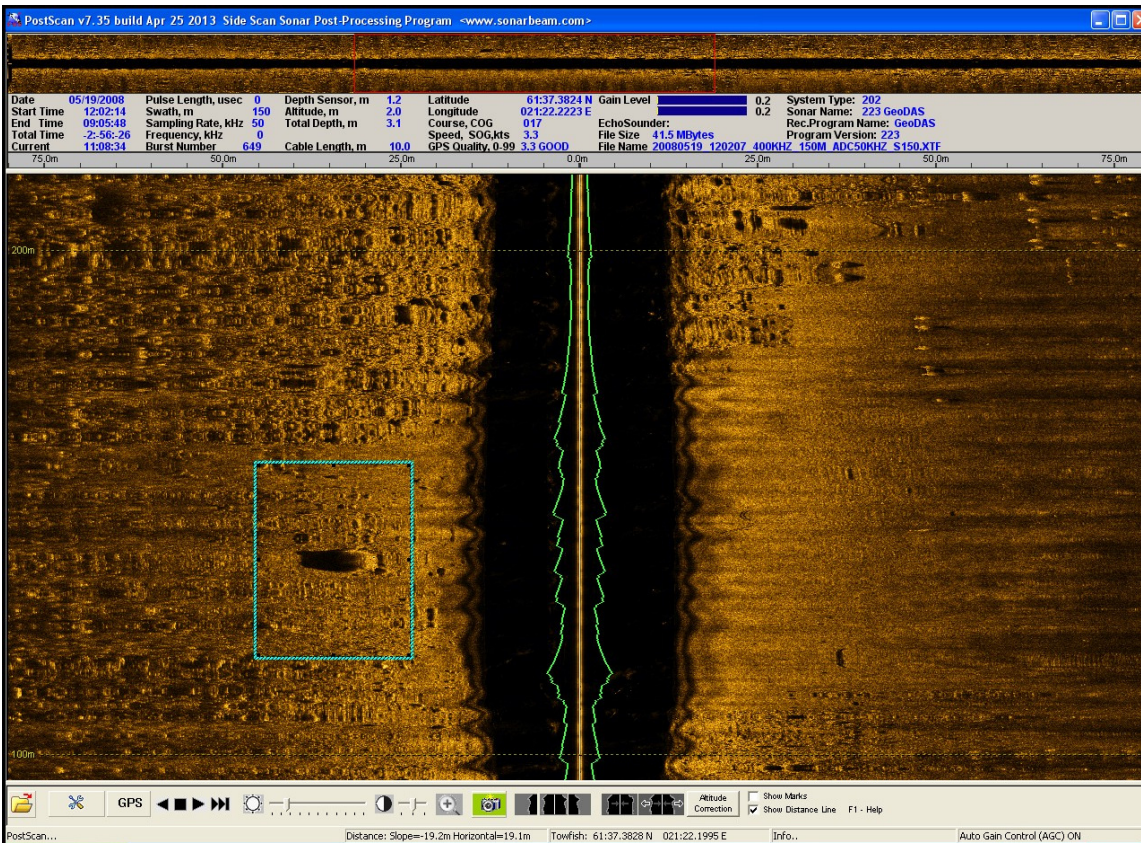 PostScan v7.35 build Apr 25 2013 Side Scan Sonar Post-Processing Program <www.sonarbeam.com>
Date 05/19/2008 Pulse Length, usec 0 Depth Sensor, m 1.2 Latitude 61:37.3824 N Gain Level 0.2 System Type: 202
Start Time 12:02:14 Swath, m 150 Altitude, m 2.0 Longitude 021:22.2223 E 0.2 Sonar Name: 223 GeoDAS
End Time 09:05:48 Sampling Rate, kHz 50 Total Depth, m 3.1 Course, COG 017 EchoSounder: Rec.Program Name: GeoDAS
Total Time -2:-56:-26 Frequency, kHz 0 Speed, SOG,kts 3.3 File Size 41.5 MBytes Program Version: 223
Current 11:08:34 Burst Number 649 Cable Length, m 10.0 GPS Quality, 0-99 3.3 GOOD File Name 20080519_120207_400KHZ_150M_ADC50KHZ_S150.XTF
75.0m 50.0m 25.0m 0.0m 25.0m 50.0m 75.0m
200m
100m
GPS Altitude Correction Show Marks
Show Distance Line F1 - Help
PostScan... Distance: Slope=-19.2m Horizontal=19.1m Towfish: 61:37.3828 N 021:22.1995 E Info.. Auto Gain Control (AGC) ON